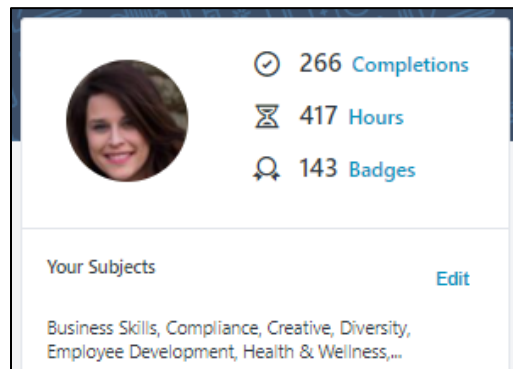 266 Completions
417 Hours
143 Badges
Your Subjects
Edit
Business Skills, Compliance, Creative, Diversity,
Employee Development, Health & Wellness,...